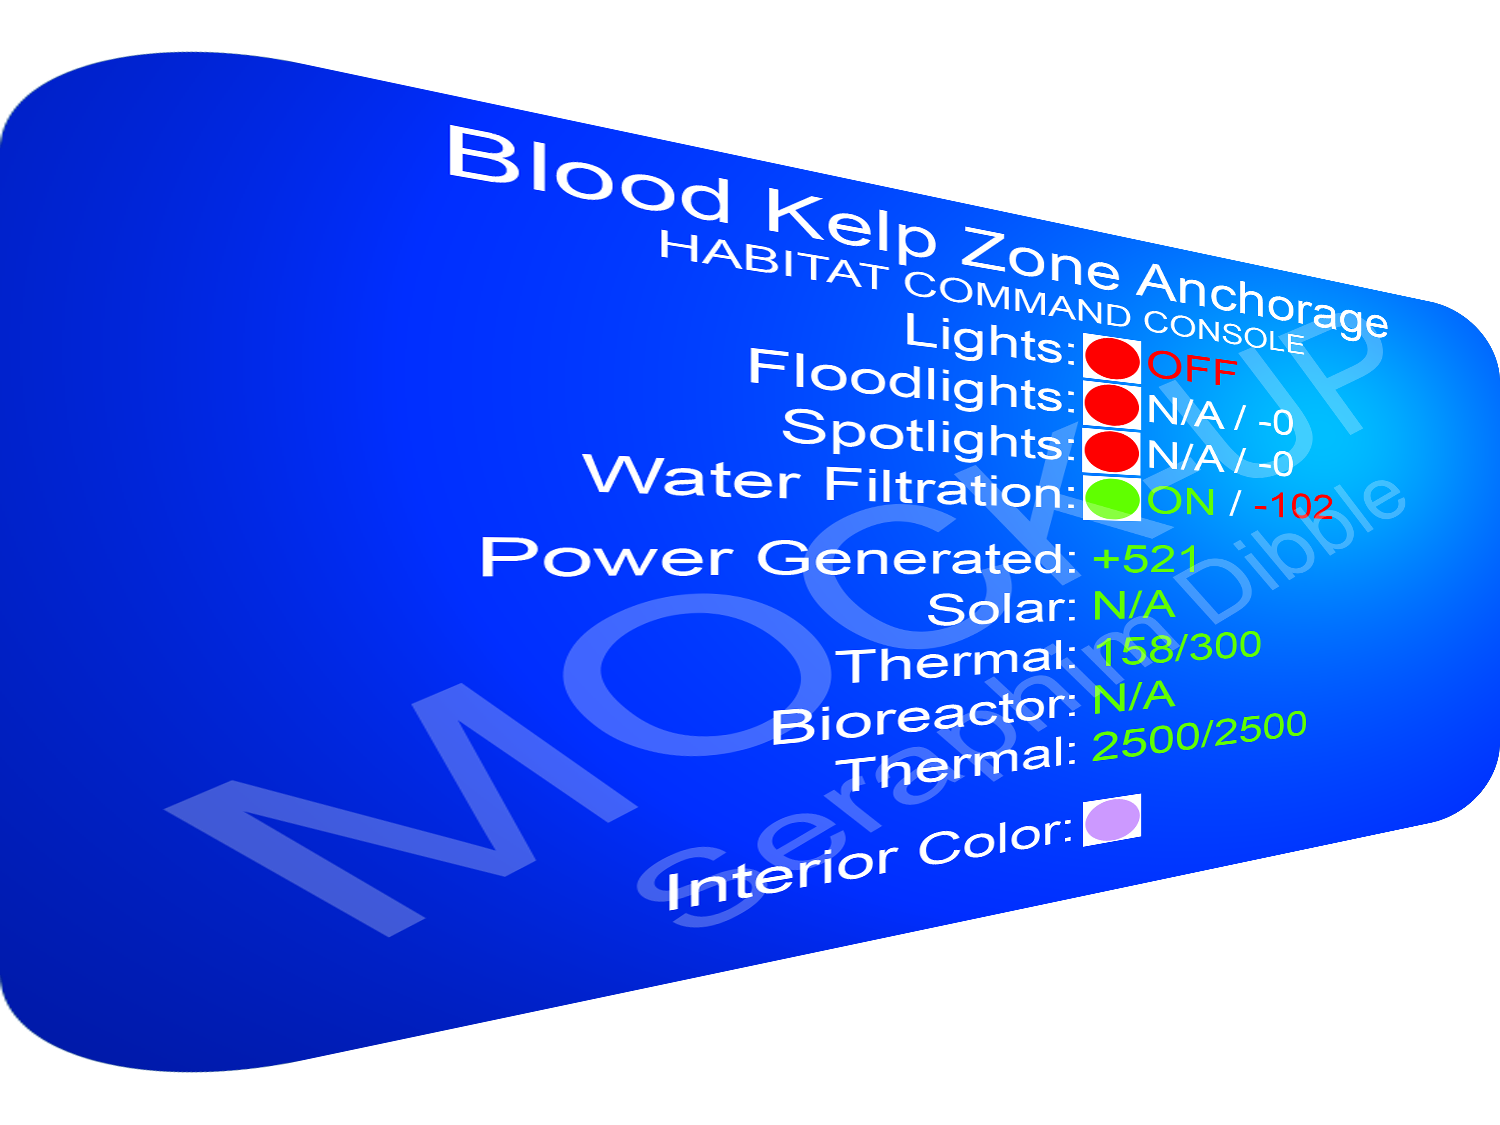 Blood Kelp Zone Anchorage
HABITAT COMMAND CONSOLE
Lights: OFF
Floodlights: N/A / -0
Spotlights: N/A / -0
Water Filtration: ON / -102
Power Generated: +521
Solar: N/A
Thermal: 158/300
Bioreactor: N/A
Thermal: 2500/2500
Interior Color:
MOCK-UP
Seraphim Dibble